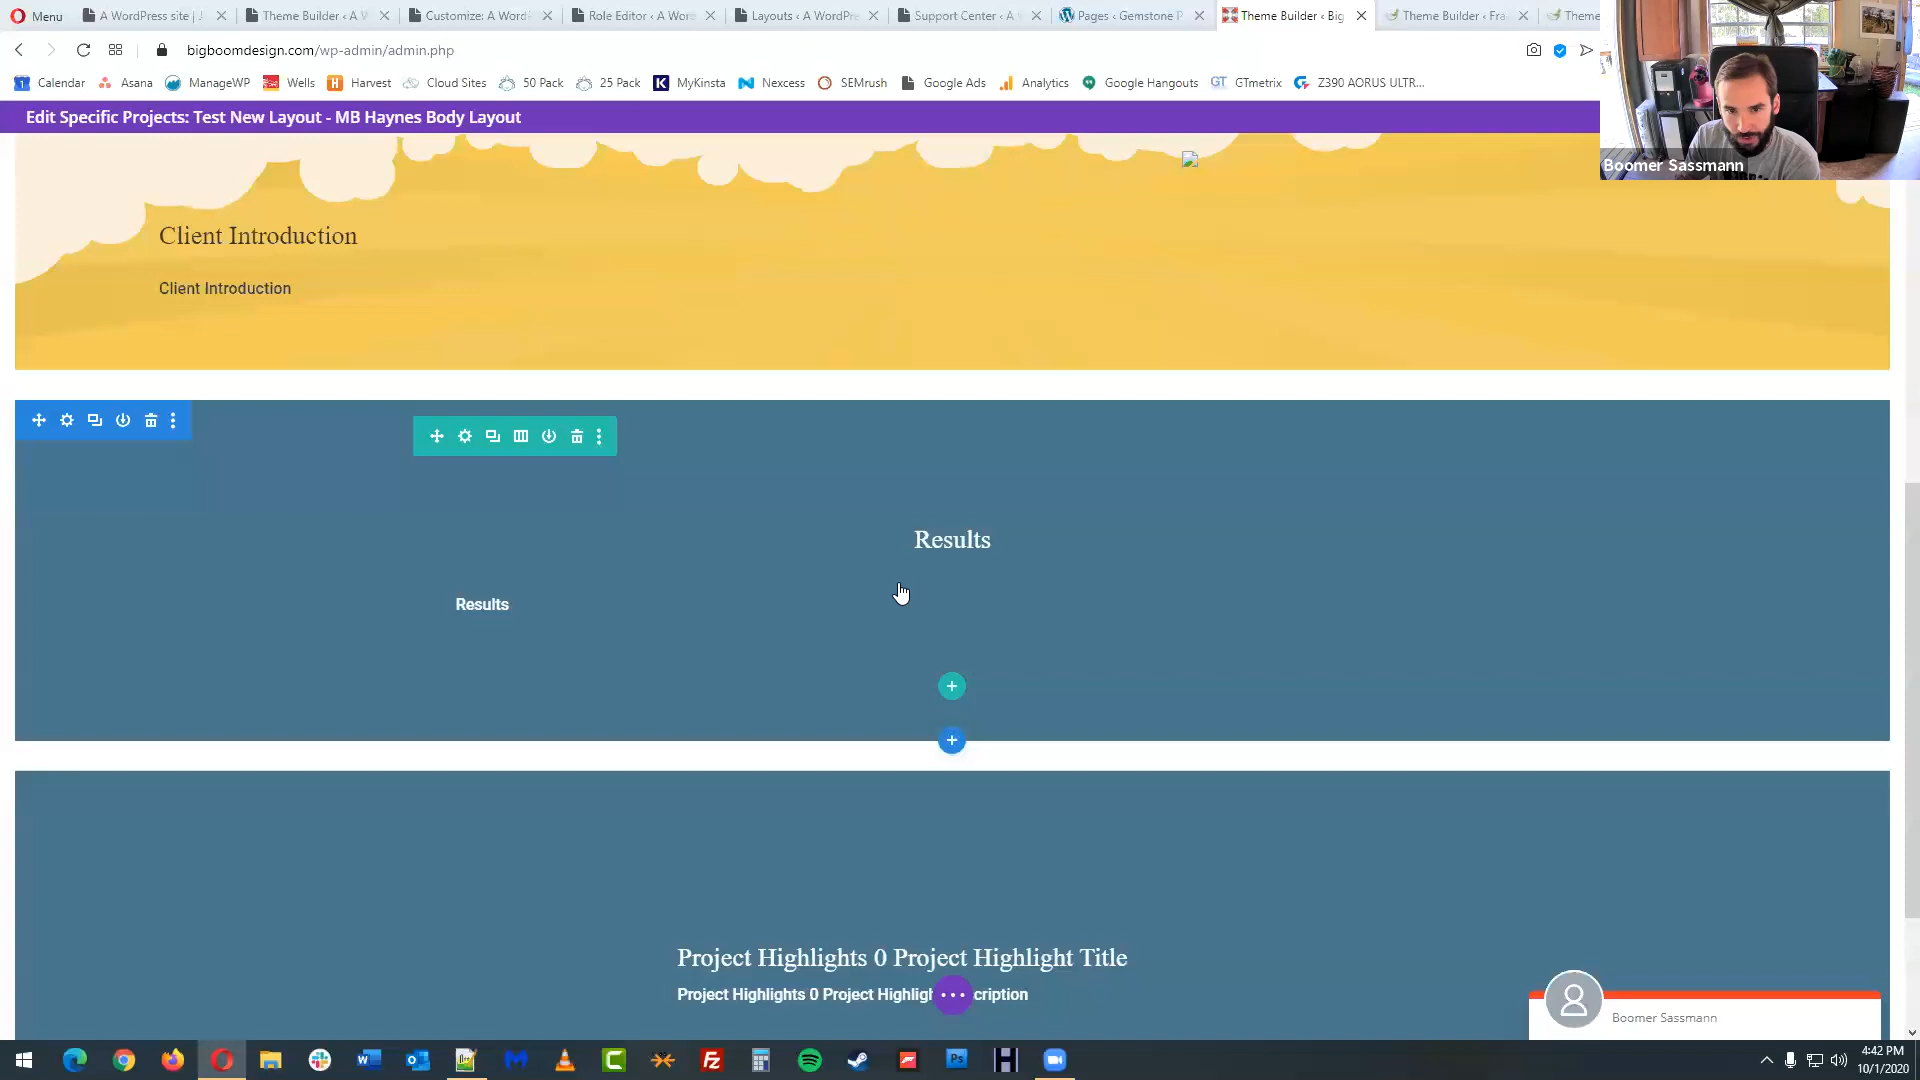 Menu
A WordPress site | J
Theme Builder ‹ A W
Customize: A Word
Role Editor ‹ A Wor
Layouts ‹ A WordPre
Support Center ‹ A
Pages ‹ Gemstone P
Theme Builder ‹ Big
Theme Builder ‹ Fra
Theme
bigboomdesign.com/wp-admin/admin.php
Calendar
Asana
ManageWP
Wells
Harvest
Cloud Sites
50 Pack
25 Pack
MyKinsta
Nexcess
SEMrush
Google Ads
Analytics
Google Hangouts
GTmetrix
Z390 AORUS ULTR...
Edit Specific Projects: Test New Layout - MB Haynes Body Layout
Boomer Sassmann
Client Introduction
Client Introduction
Results
Results
Project Highlights 0 Project Highlight Title
Project Highlights 0 Project Highligh cription
Boomer Sassmann
4:42 PM
10/1/2020